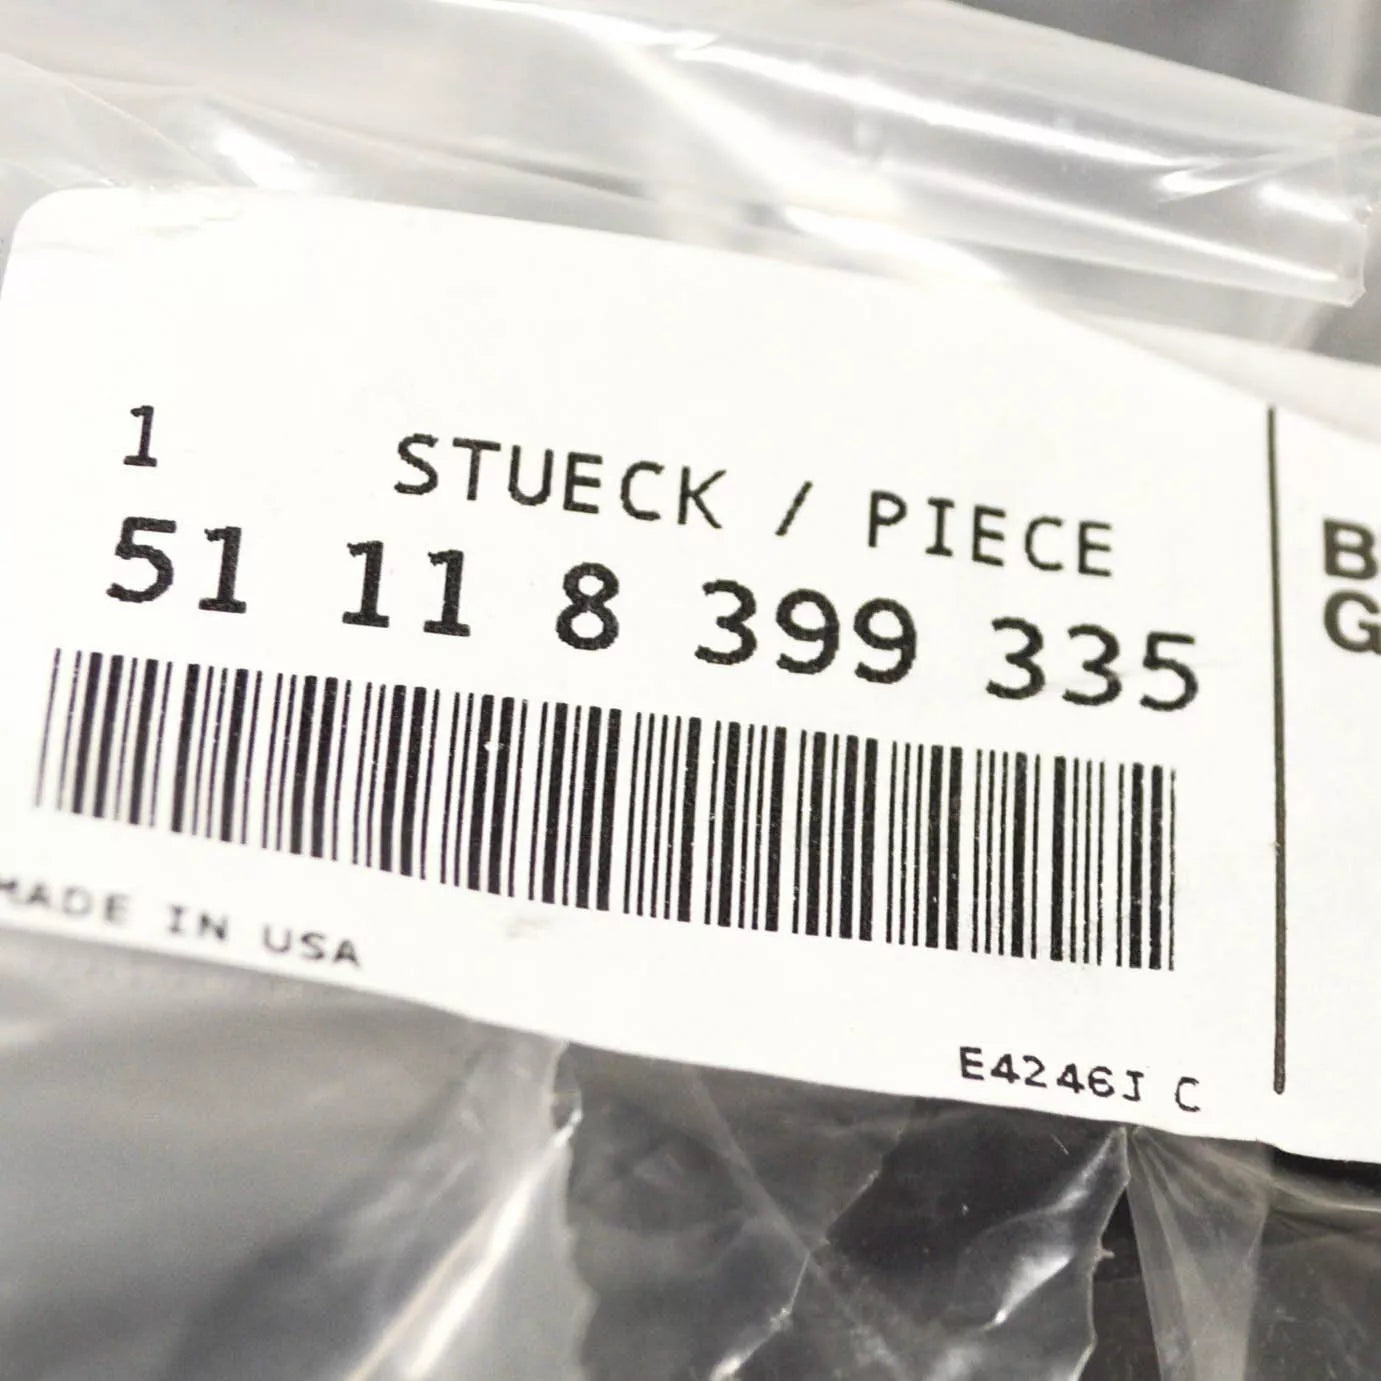 1 STUECK / PIECE
51 11 8 399 335
MADE IN USA
E4246J C
B
G